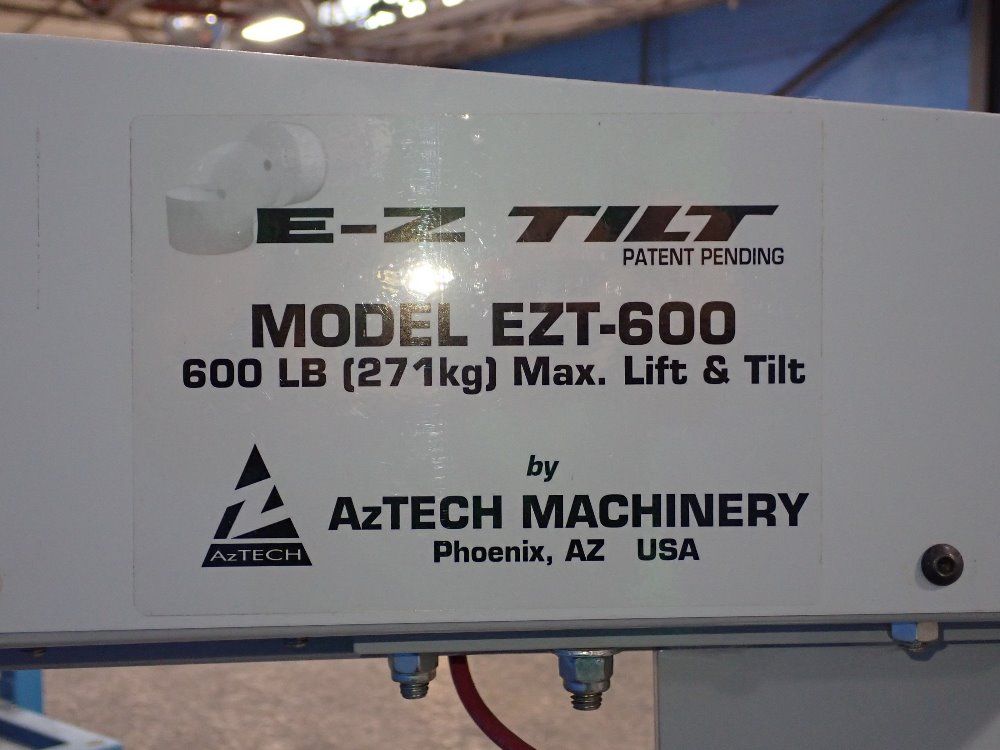 E-Z TILT
PATENT PENDING
MODEL EZT-600
600 LB (271kg) Max. Lift & Tilt
by
AzTECH MACHINERY
Phoenix, AZ USA
AzTECH